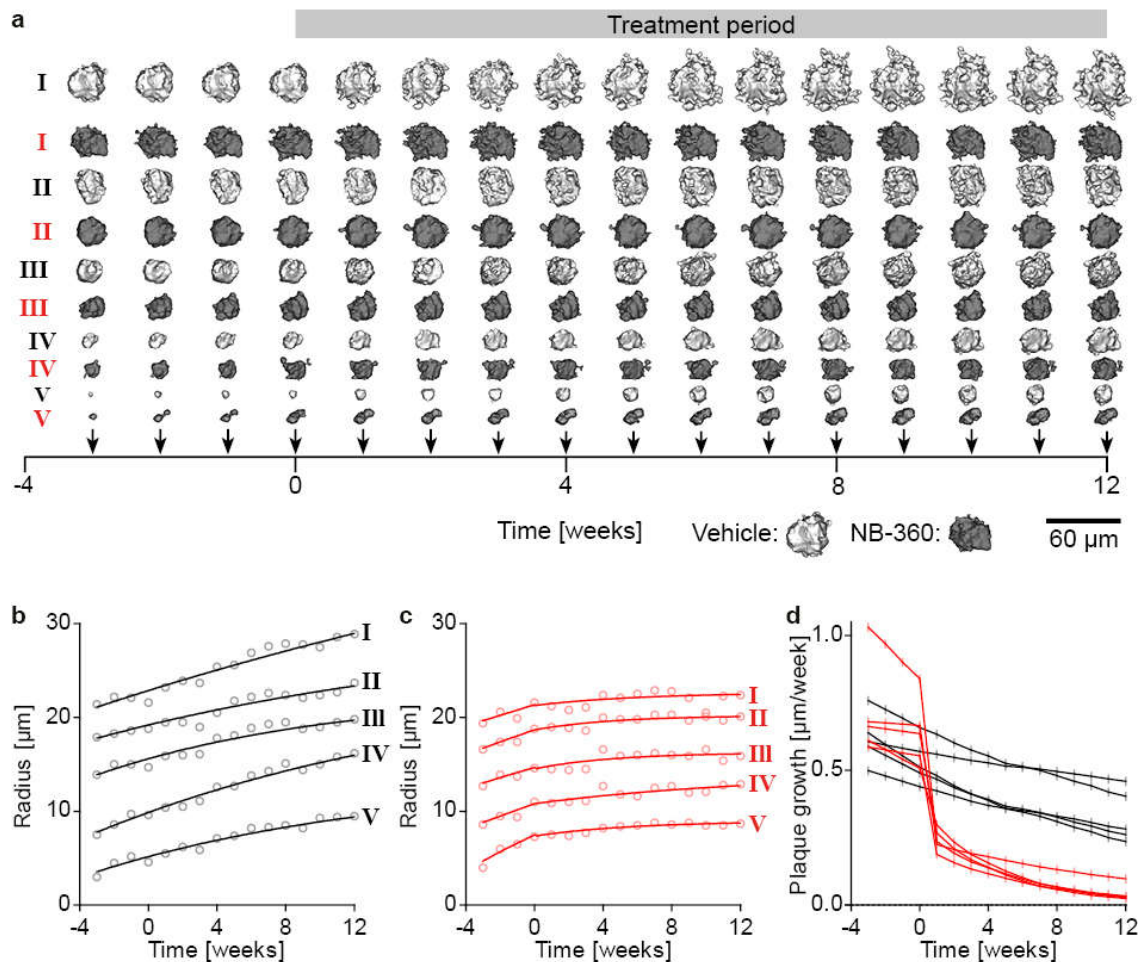 a
Treatment period
I
I
II
II
III
III
IV
IV
V
V
-4 0 4 8 12
Time [weeks] Vehicle: NB-360: 60 µm
b
30
20
10
0
Radius [µm]
-4 0 4 8 12
Time [weeks]
I
II
III
IV
V
c
30
20
10
0
Radius [µm]
-4 0 4 8 12
Time [weeks]
I
II
III
IV
V
d
1.0
0.5
0.0
Plaque growth [µm/week]
-4 0 4 8 12
Time [weeks]